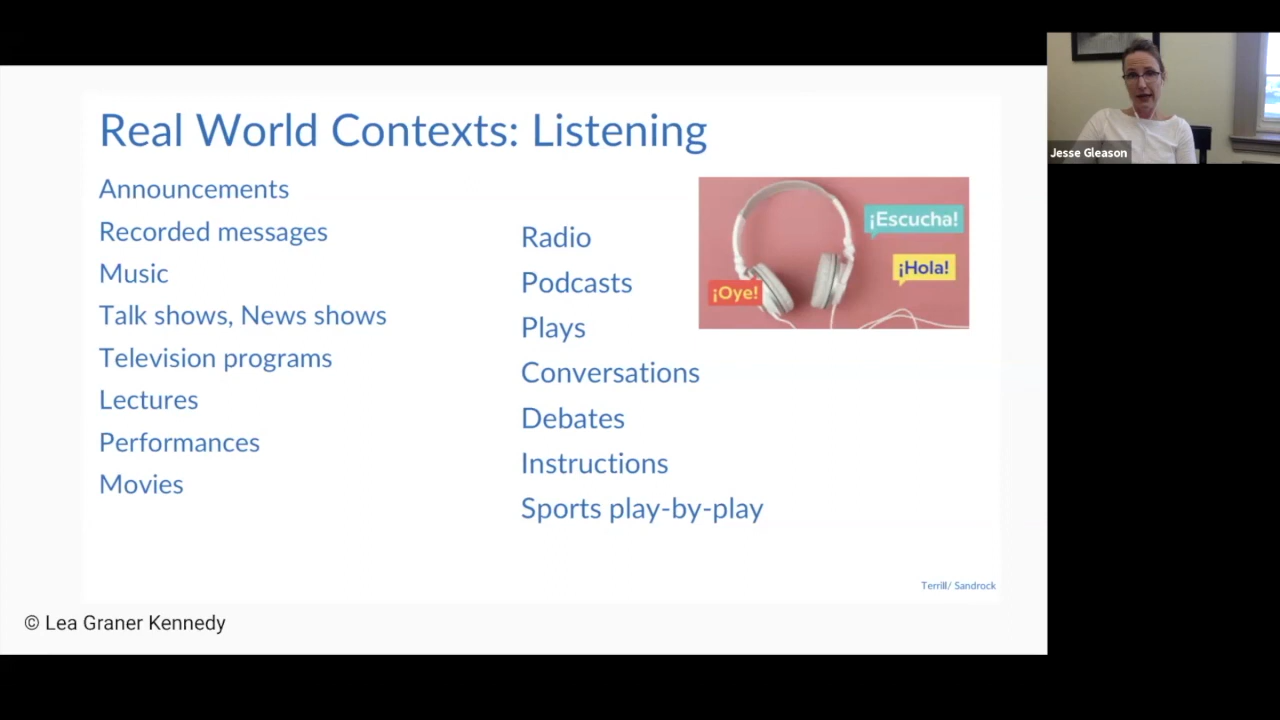 Real World Contexts: Listening
Announcements
Recorded messages
Music
Talk shows, News shows
Television programs
Lectures
Performances
Movies
Radio
Podcasts
Plays
Conversations
Debates
Instructions
Sports play-by-play
¡Escucha!
¡Hola!
¡Oye!
Terrill/ Sandrock
© Lea Graner Kennedy
Jesse Gleason